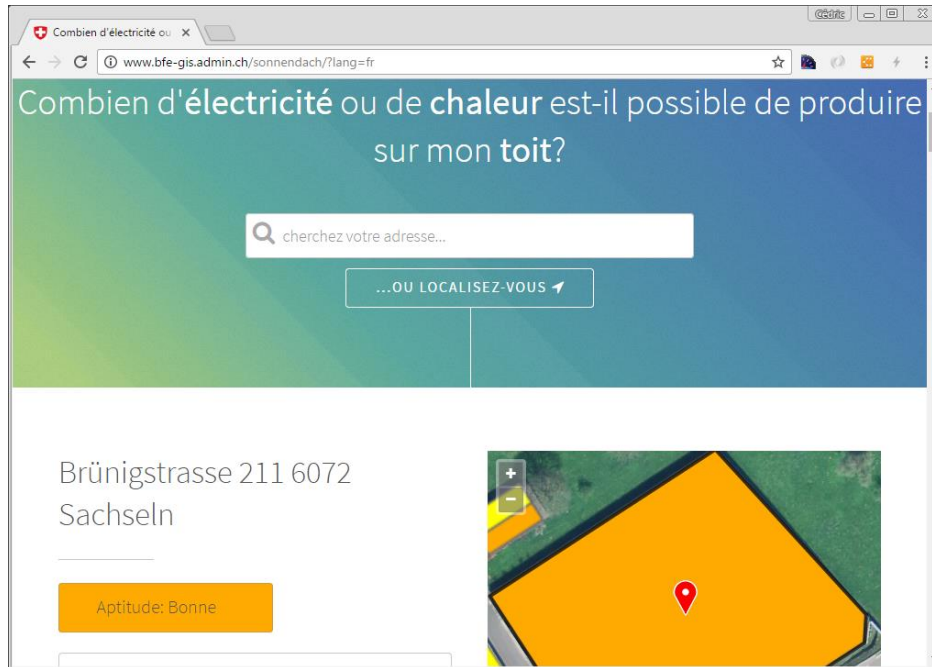 Cédric
Combien d'électricité ou
www.bfe-gis.admin.ch/sonnendach/?lang=fr
Combien d'électricité ou de chaleur est-il possible de produire
sur mon toit?
cherchez votre adresse...
...OU LOCALISEZ-VOUS
Brünigstrasse 211 6072
Sachseln
+
−
Aptitude: Bonne